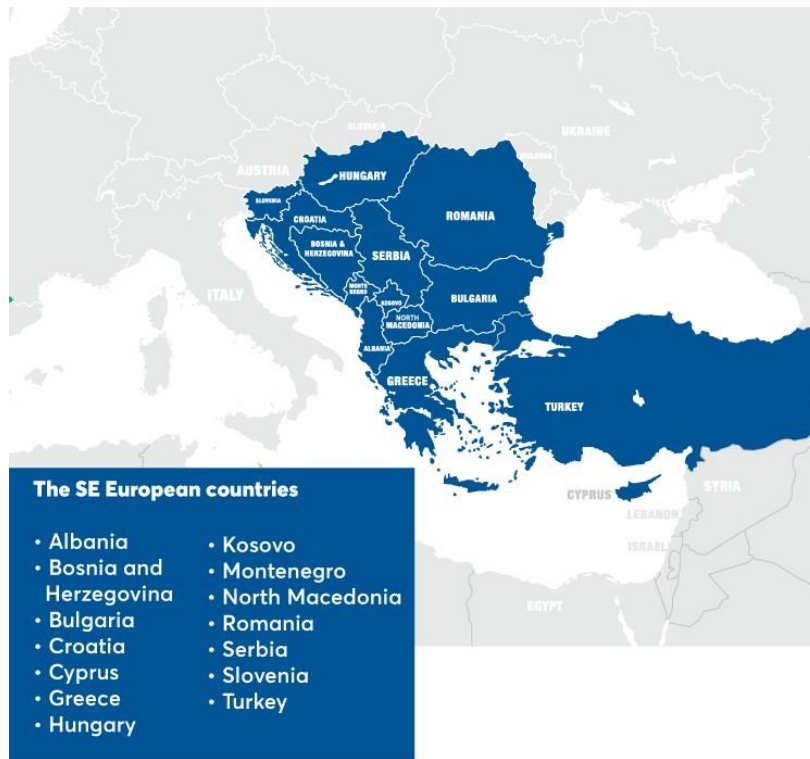 SLOVAKIA
UKRAINE
MOLDOVA
AUSTRIA
HUNGARY
SLOVENIA
CROATIA
ROMANIA
BOSNIA &
HERZEGOVINA
SERBIA
ITALY
MONTE
NEGRO
KOSOVO
BULGARIA
NORTH
MACEDONIA
ALBANIA
GREECE
TURKEY
CYPRUS
SYRIA
LEBANON
ISRAEL
EGYPT
The SE European countries
• Albania
• Bosnia and
Herzegovina
• Bulgaria
• Croatia
• Cyprus
• Greece
• Hungary
• Kosovo
• Montenegro
• North Macedonia
• Romania
• Serbia
• Slovenia
• Turkey